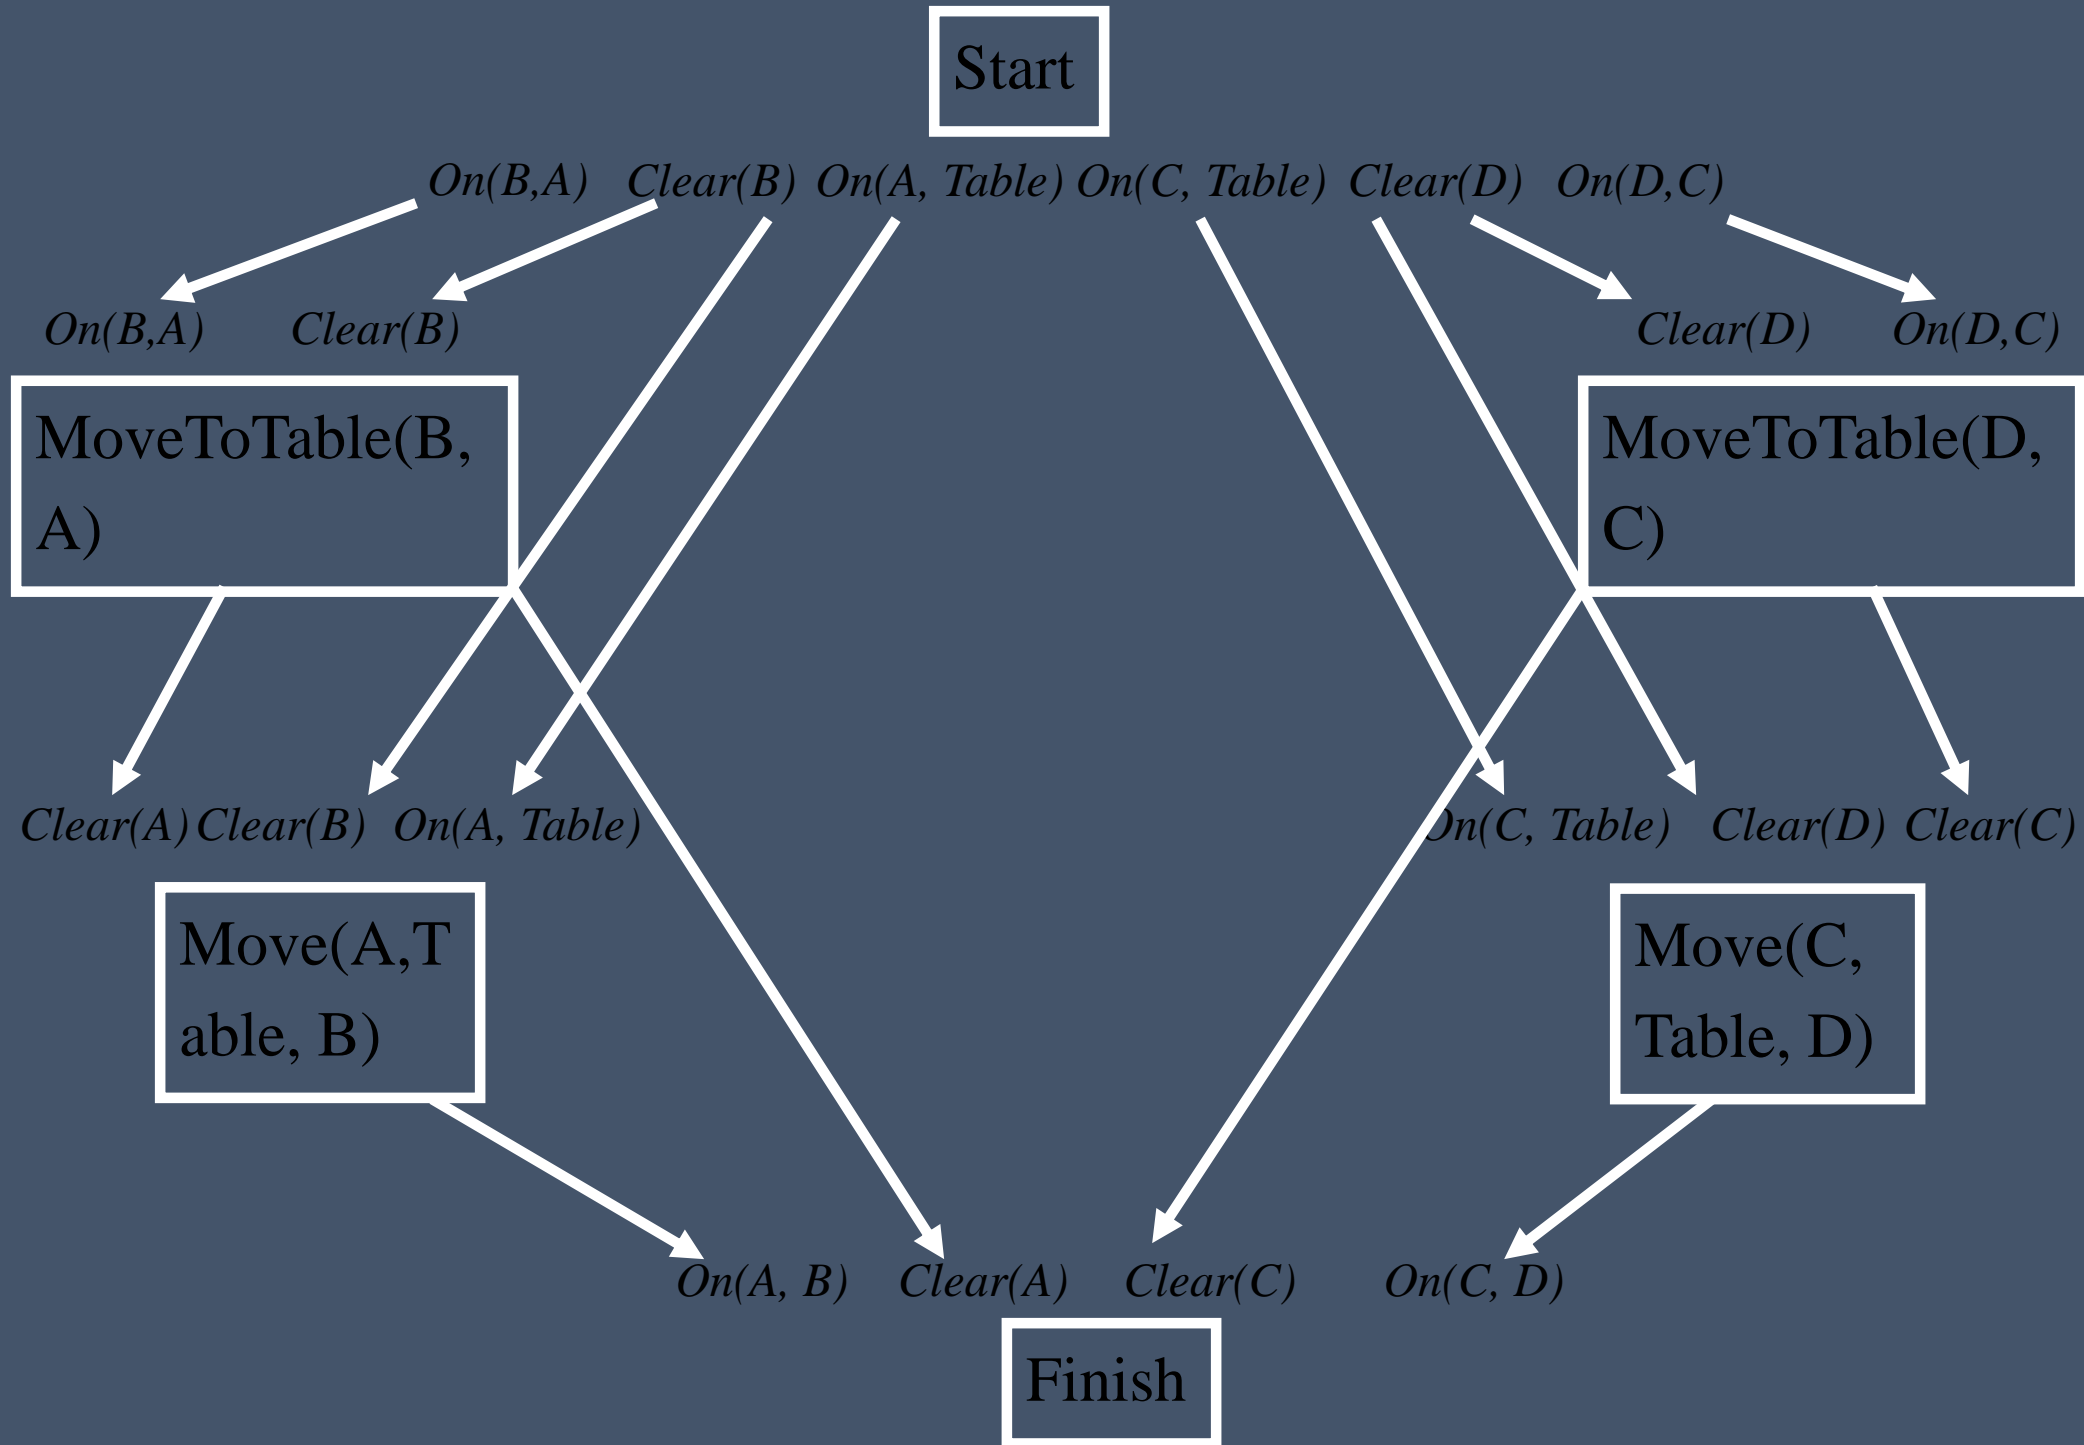 Start
On(B,A) Clear(B) On(A, Table) On(C, Table) Clear(D) On(D,C)
On(B,A) Clear(B) Clear(D) On(D,C)
MoveToTable(B,
A)
MoveToTable(D,
C)
Clear(A) Clear(B) On(A, Table) On(C, Table) Clear(D) Clear(C)
Move(A,T
able, B)
Move(C,
Table, D)
On(A, B) Clear(A) Clear(C) On(C, D)
Finish